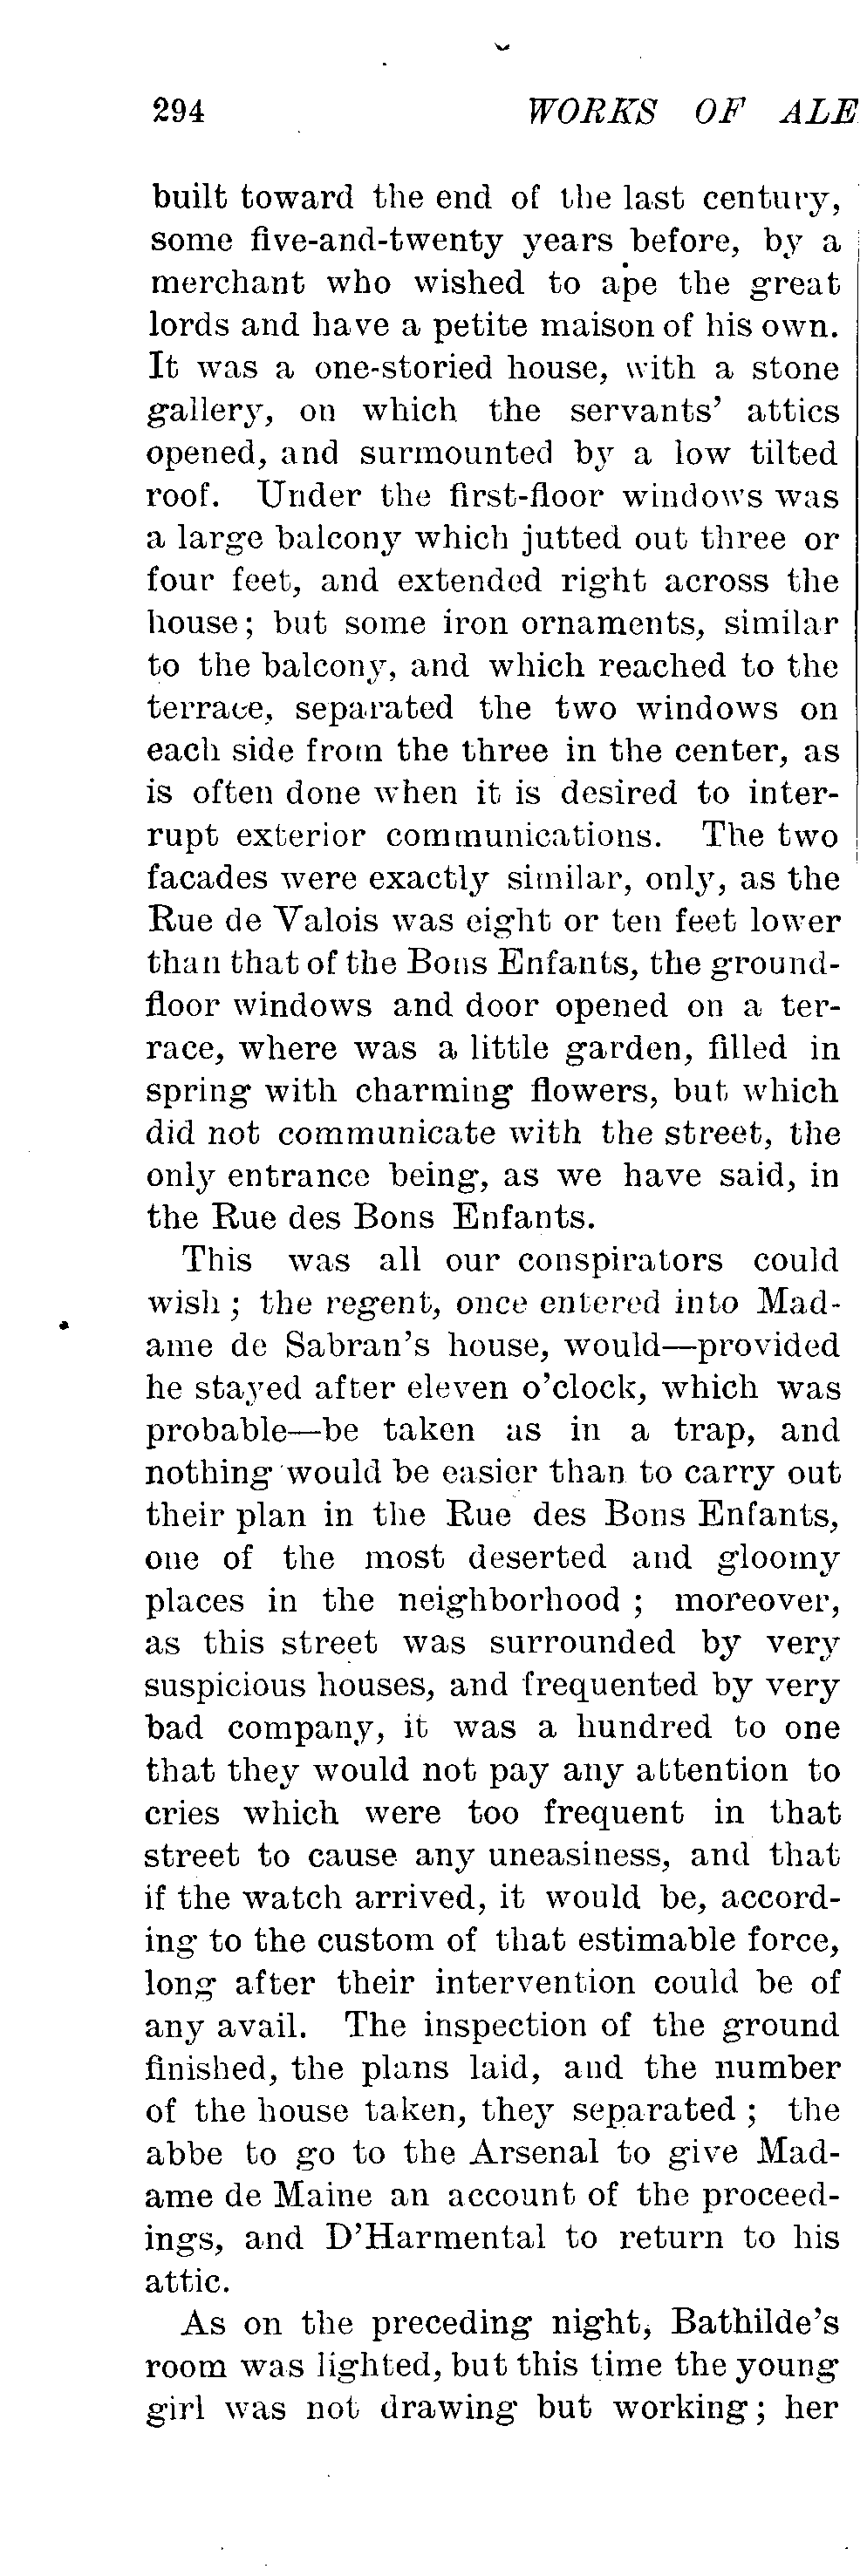 294 WORKS OF ALE
built toward the end of the last century,
some five-and-twenty years before, by a
merchant who wished to ape the great
lords and have a petite maison of his own.
It was a one-storied house, with a stone
gallery, on which the servants' attics
opened, and surmounted by a low tilted
roof. Under the first-floor windows was
a large balcony which jutted out three or
four feet, and extended right across the
house; but some iron ornaments, similar
to the balcony, and which reached to the
terrace, separated the two windows on
each side from the three in the center, as
is often done when it is desired to inter-
rupt exterior communications. The two
facades were exactly similar, only, as the
Rue de Valois was eight or ten feet lower
than that of the Bons Enfants, the ground-
floor windows and door opened on a ter-
race, where was a little garden, filled in
spring with charming flowers, but which
did not communicate with the street, the
only entrance being, as we have said, in
the Rue des Bons Enfants.
This was all our conspirators could
wish; the regent, once entered into Mad-
ame de Sabran's house, would—provided
he stayed after eleven o'clock, which was
probable—be taken as in a trap, and
nothing would be easier than to carry out
their plan in the Rue des Bons Enfants,
one of the most deserted and gloomy
places in the neighborhood; moreover,
as this street was surrounded by very
suspicious houses, and frequented by very
bad company, it was a hundred to one
that they would not pay any attention to
cries which were too frequent in that
street to cause any uneasiness, and that
if the watch arrived, it would be, accord-
ing to the custom of that estimable force,
long after their intervention could be of
any avail. The inspection of the ground
finished, the plans laid, and the number
of the house taken, they separated; the
abbe to go to the Arsenal to give Mad-
ame de Maine an account of the proceed-
ings, and D'Harmental to return to his
attic.
As on the preceding night, Bathilde's
room was lighted, but this time the young
girl was not drawing but working; her